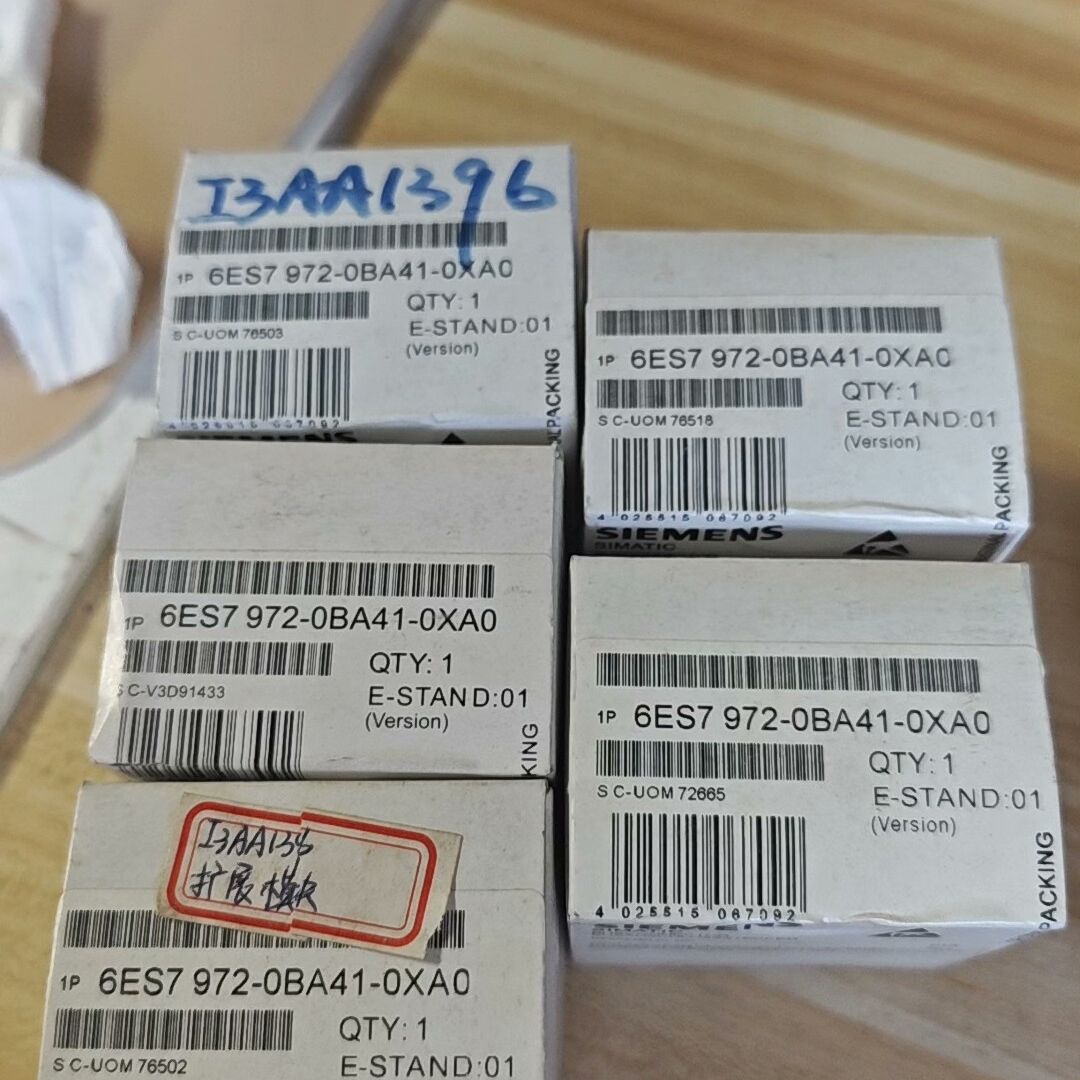 I3AA1396
1P 6ES7 972-0BA41-0XA0
QTY: 1
S C-UOM 76503
E-STAND:01
(Version)
SIEMENS
PACKING
1P 6ES7 972-0BA41-0XA0
QTY: 1
S C-UOM 76518
E-STAND:01
(Version)
4 025515 067092
SIEMENS
SIMATIC
PACKING
1P 6ES7 972-0BA41-0XA0
QTY: 1
S C-V3D91433
E-STAND:01
(Version)
KING
1P 6ES7 972-0BA41-0XA0
QTY: 1
S C-UOM 72665
E-STAND:01
(Version)
4 025515 067092
PACKING
扩展模块
1P 6ES7 972-0BA41-0XA0
QTY: 1
S C-UOM 76502
E-STAND:01